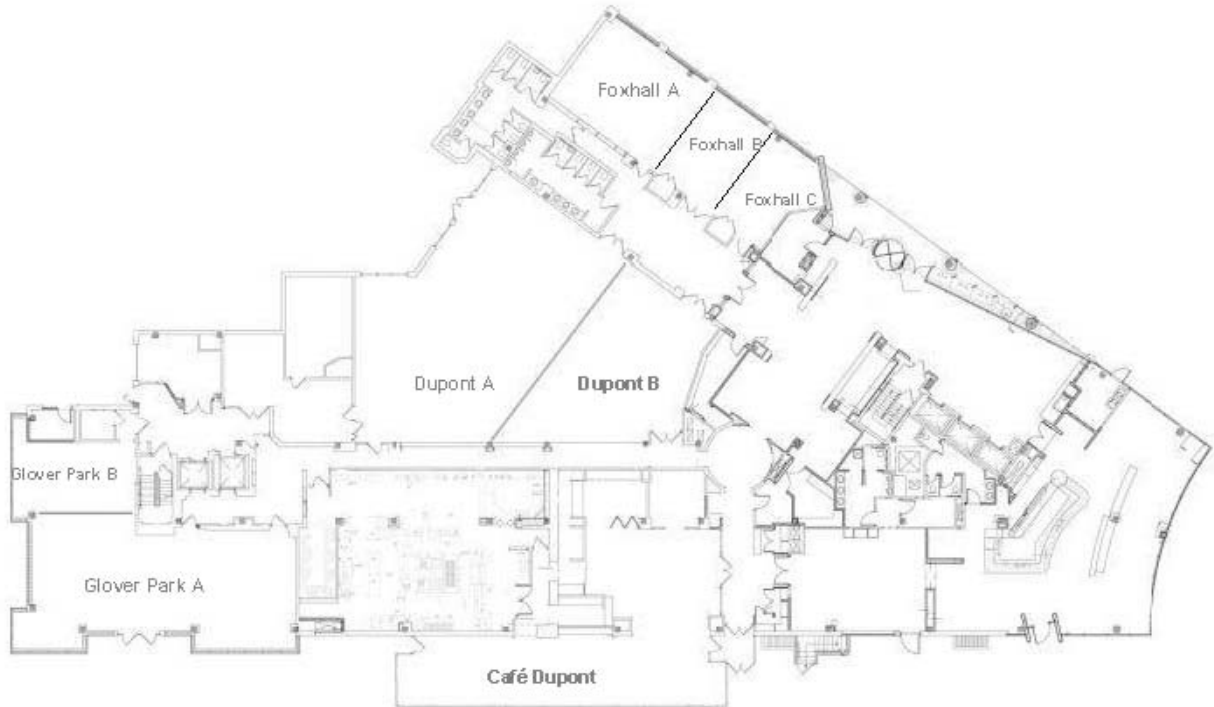 Foxhall A
Foxhall B
Foxhall C
Dupont A
Dupont B
Glover Park B
Glover Park A
Café Dupont